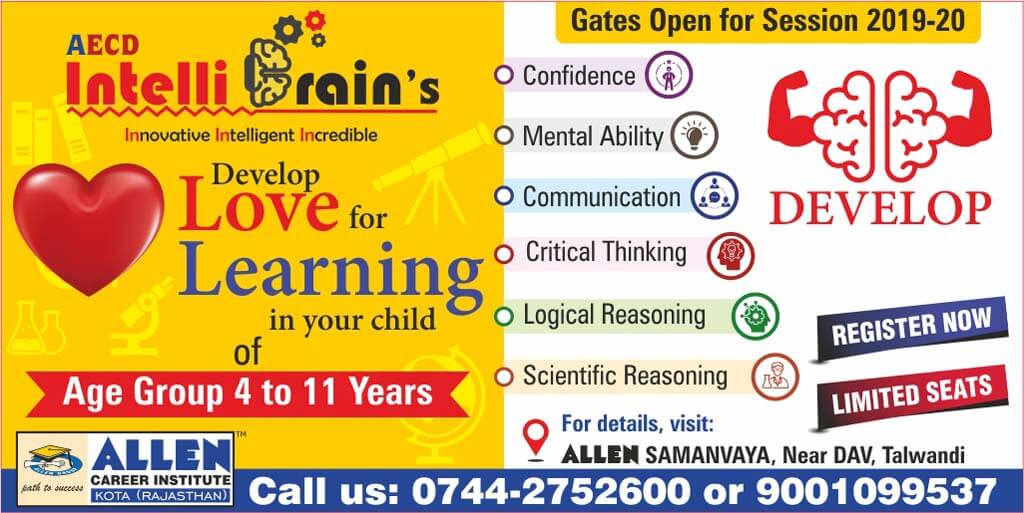 AECD
Intelli Brain's
Innovative Intelligent Incredible
Develop
Love for
Learning
in your child
of
Age Group 4 to 11 Years
ALLEN™
CAREER INSTITUTE
KOTA (RAJASTHAN)
path to success
Gates Open for Session 2019-20
Confidence
Mental Ability
Communication
Critical Thinking
Logical Reasoning
Scientific Reasoning
DEVELOP
REGISTER NOW
LIMITED SEATS
For details, visit:
ALLEN SAMANVAYA, Near DAV, Talwandi
Call us: 0744-2752600 or 9001099537